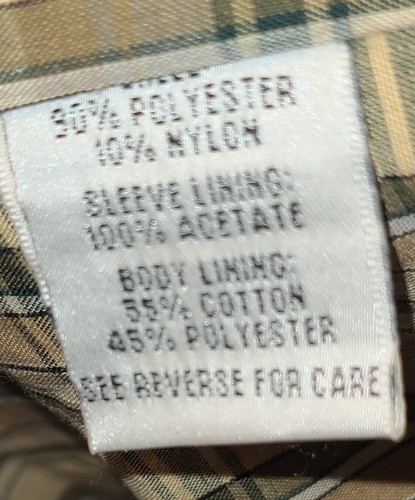 90% POLYESTER
10% NYLON
SLEEVE LINING:
100% ACETATE
BODY LINING:
55% COTTON
45% POLYESTER
SEE REVERSE FOR CARE